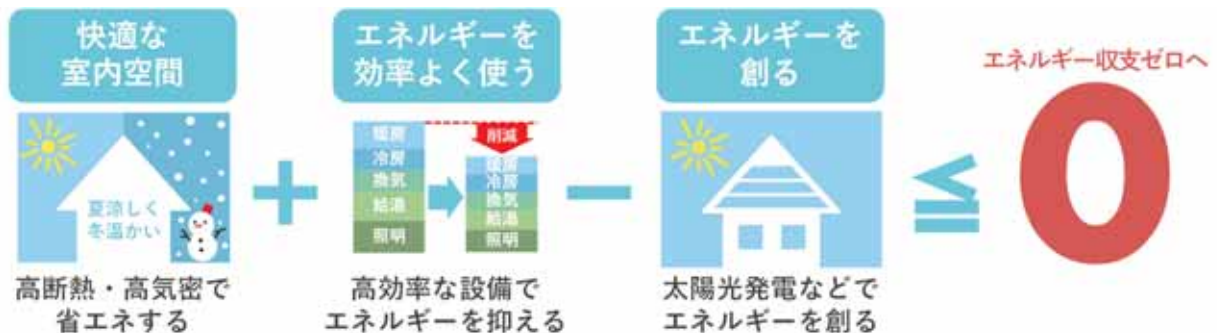 快適な
室内空間
夏涼しく
冬温かい
高断熱・高気密で
省エネする
＋
エネルギーを
効率よく使う
暖房
冷房
換気
給湯
照明
削減
暖房
冷房
換気
給湯
照明
高効率な設備で
エネルギーを抑える
－
エネルギーを
創る
太陽光発電などで
エネルギーを創る
≦
エネルギー収支ゼロへ
0